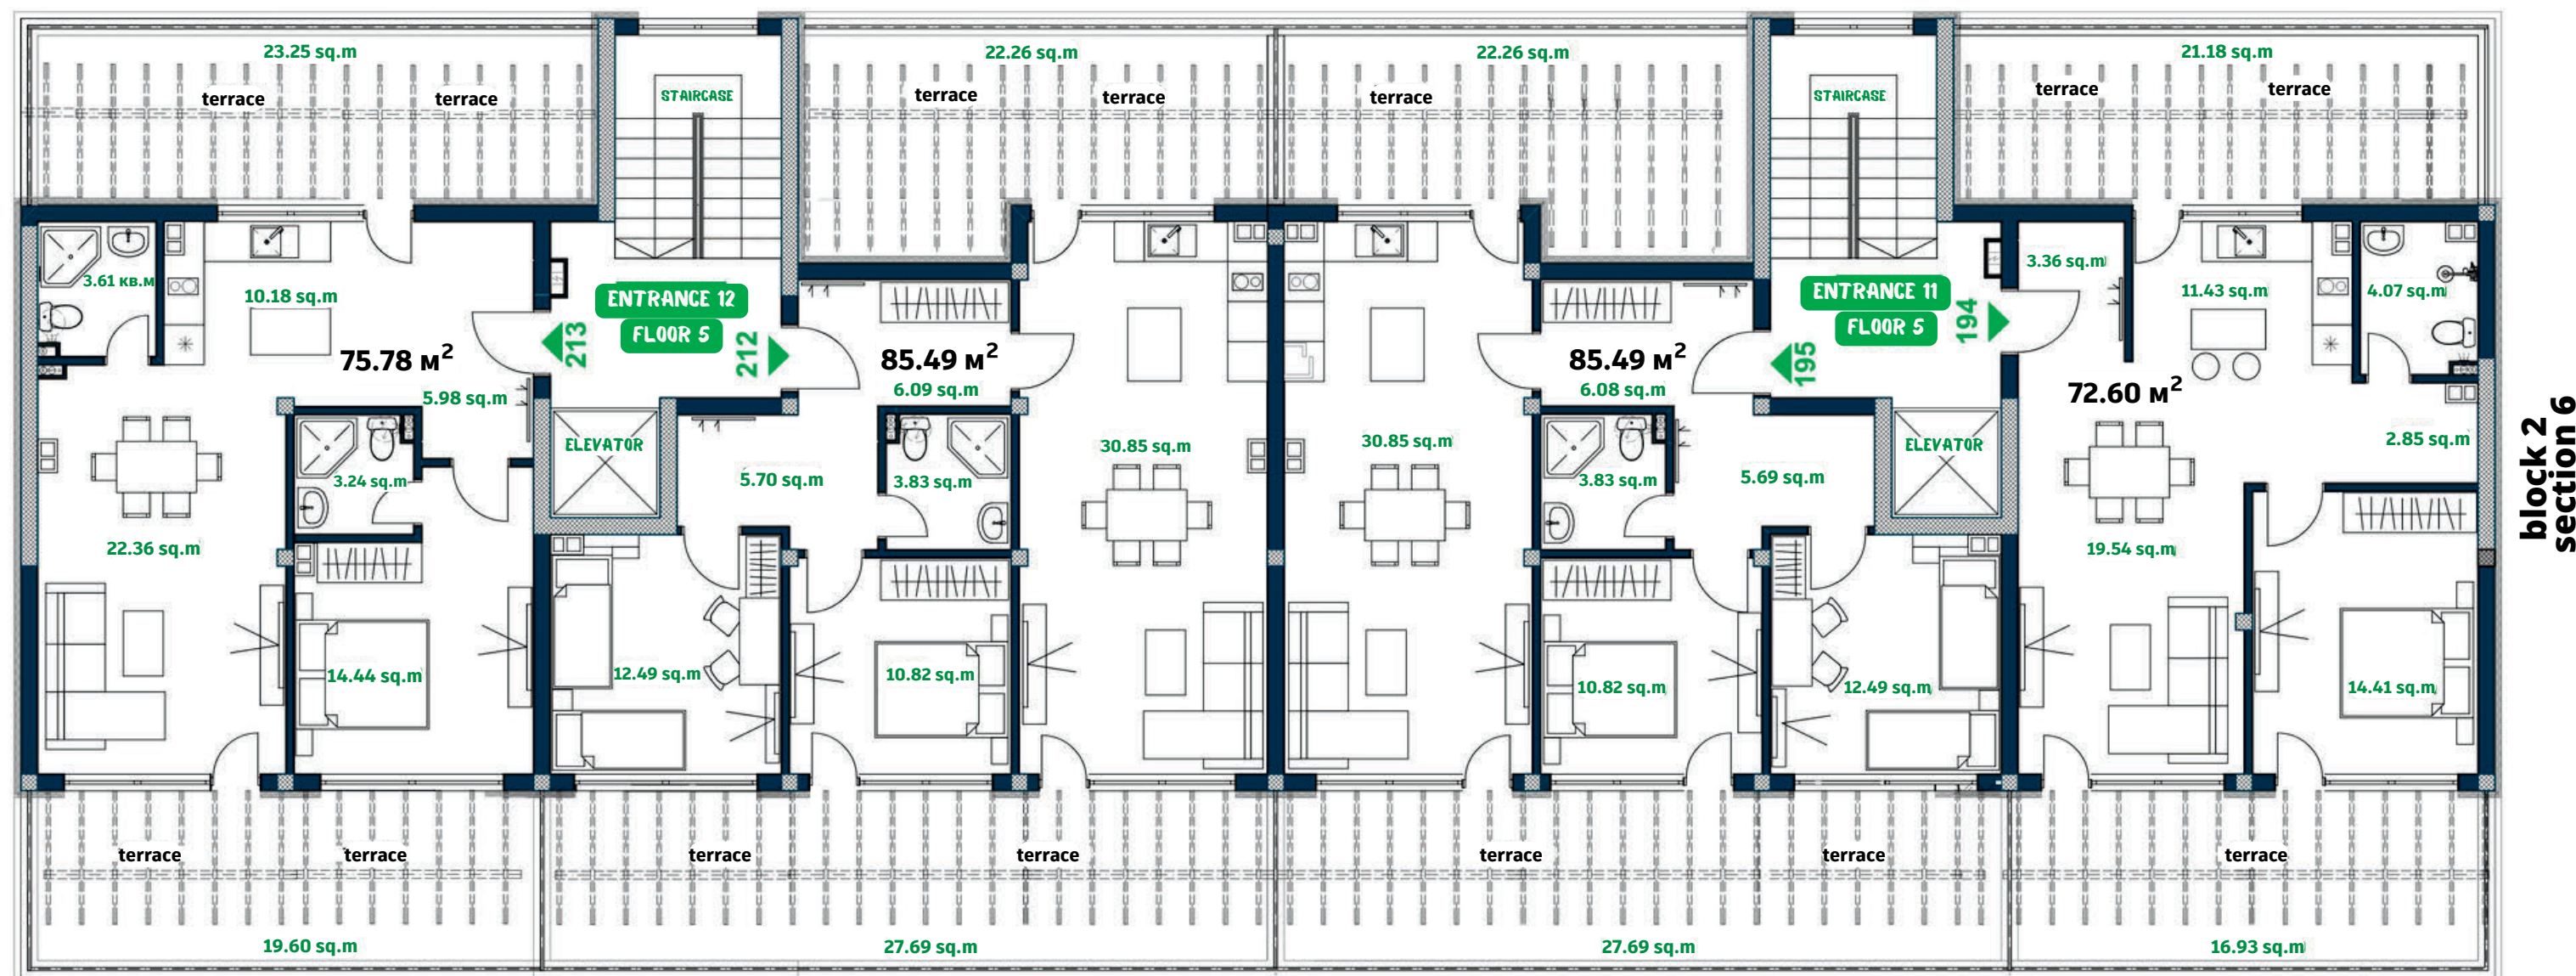 23.25 sq.m
22.26 sq.m
22.26 sq.m
21.18 sq.m
terrace
terrace
STAIRCASE
terrace
terrace
terrace
STAIRCASE
terrace
terrace
3.61 кв.м
10.18 sq.m
ENTRANCE 12
FLOOR 5
213
212
75.78 м²
5.98 sq.m
85.49 м²
6.09 sq.m
85.49 м²
6.08 sq.m
ENTRANCE 11
FLOOR 5
195
194
3.36 sq.m
11.43 sq.m
4.07 sq.m
72.60 м²
2.85 sq.m
ELEVATOR
3.24 sq.m
22.36 sq.m
5.70 sq.m
3.83 sq.m
30.85 sq.m
30.85 sq.m
3.83 sq.m
5.69 sq.m
ELEVATOR
19.54 sq.m
block 2
section 6
14.44 sq.m
12.49 sq.m
10.82 sq.m
10.82 sq.m
12.49 sq.m
14.41 sq.m
terrace
terrace
terrace
terrace
terrace
terrace
terrace
19.60 sq.m
27.69 sq.m
27.69 sq.m
16.93 sq.m